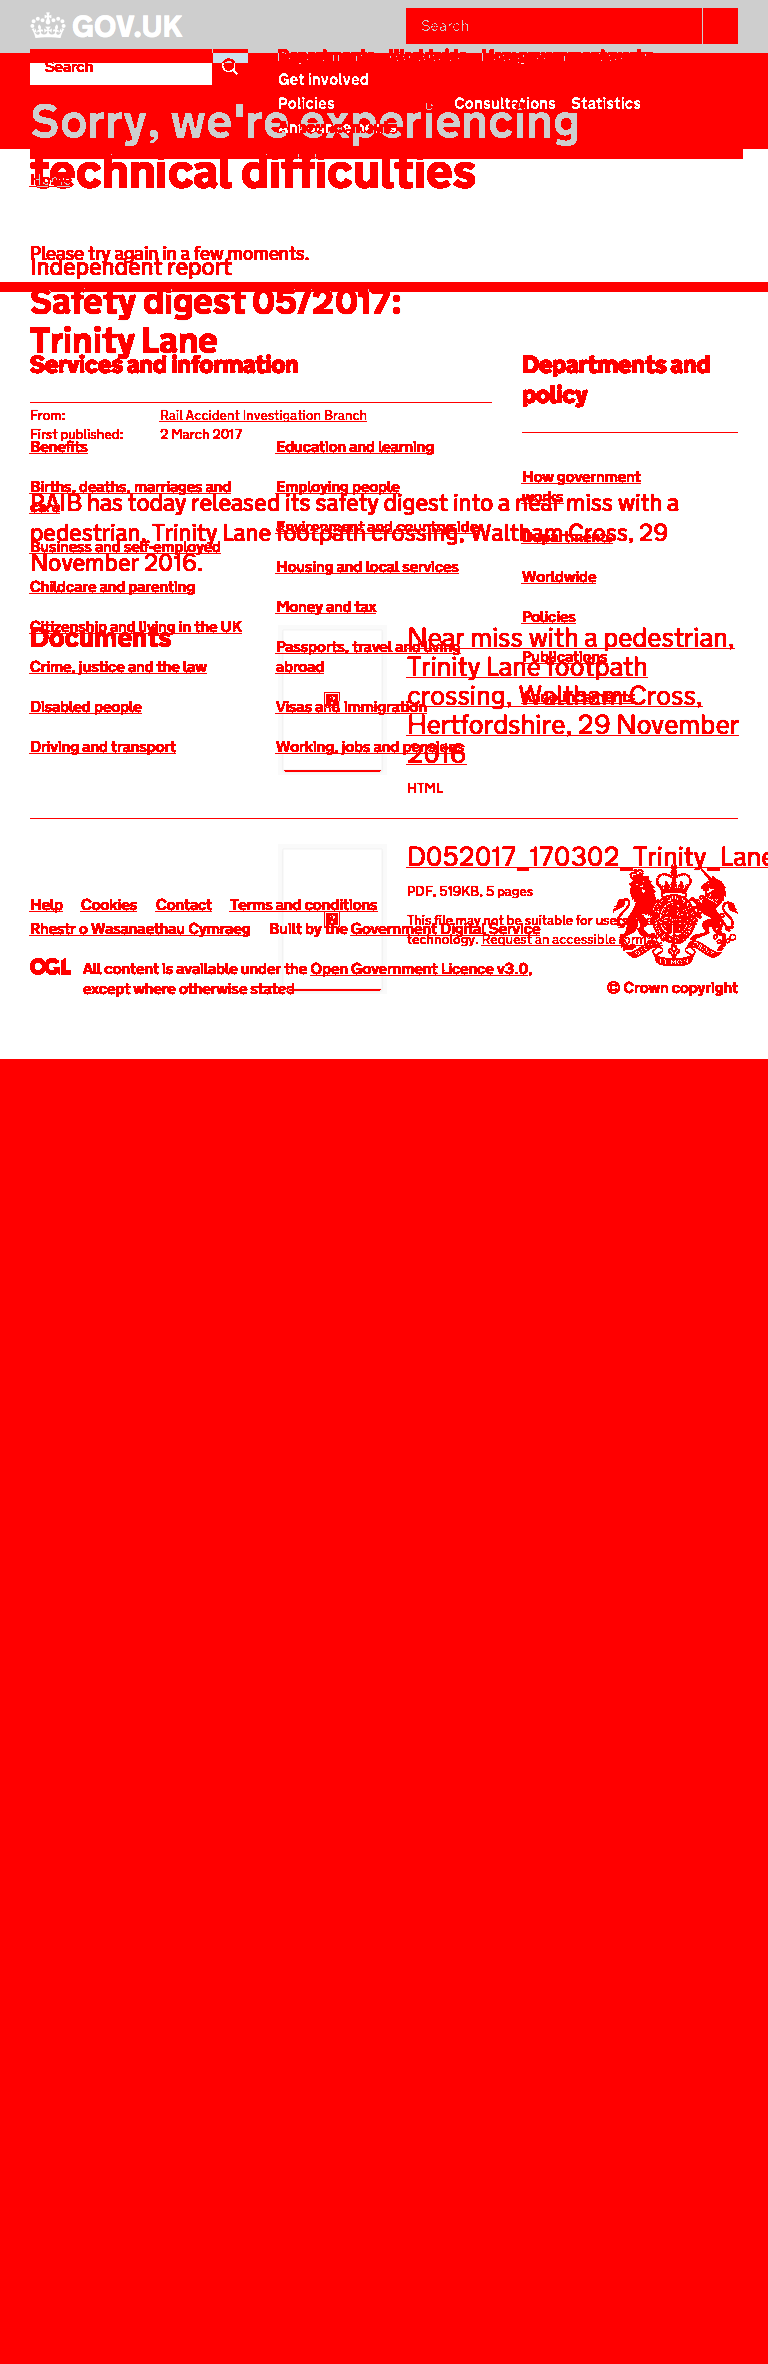 GOV.UK
Search
Search
Departments Worldwide How government works
Get involved
Policies Consultations Statistics
Announcements
Sorry, we're experiencing
technical difficulties
Home
Please try again in a few moments.
Independent report
Safety digest 05/2017:
Trinity Lane
Services and information
Departments and
policy
From: Rail Accident Investigation Branch
First published: 2 March 2017
Benefits
Education and learning
Births, deaths, marriages and
care
Employing people
How government
works
RAIB has today released its safety digest into a near miss with a
pedestrian, Trinity Lane footpath crossing, Waltham Cross, 29
November 2016.
Environment and countryside
Departments
Business and self-employed
Housing and local services
Worldwide
Childcare and parenting
Money and tax
Policies
Citizenship and living in the UK
Documents
Passports, travel and living
abroad
Publications
Near miss with a pedestrian,
Trinity Lane footpath
crossing, Waltham Cross,
Hertfordshire, 29 November
2016
HTML
Crime, justice and the law
Announcements
Disabled people
Visas and immigration
Driving and transport
Working, jobs and pensions
D052017_170302_Trinity_Lane
PDF, 519KB, 5 pages
This file may not be suitable for users
technology. Request an accessible format
Help Cookies Contact Terms and conditions
Rhestr o Wasanaethau Cymraeg Built by the Government Digital Service
OGL All content is available under the Open Government Licence v3.0,
except where otherwise stated
© Crown copyright